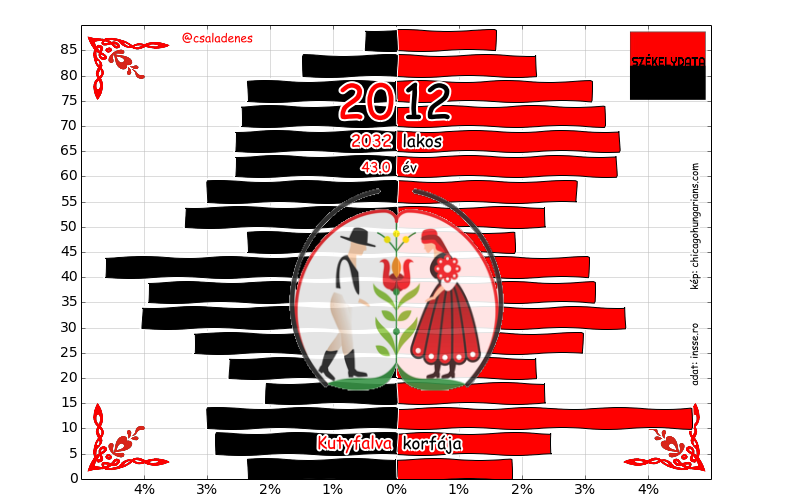 @csaladenes
SZÉKELYDATA
2012
2032 lakos
43.0 év
kép: chicagohungarians.com
adat: insse.ro
Kutyfalva korfája
85
80
75
70
65
60
55
50
45
40
35
30
25
20
15
10
5
0
4% 3% 2% 1% 0% 1% 2% 3% 4%